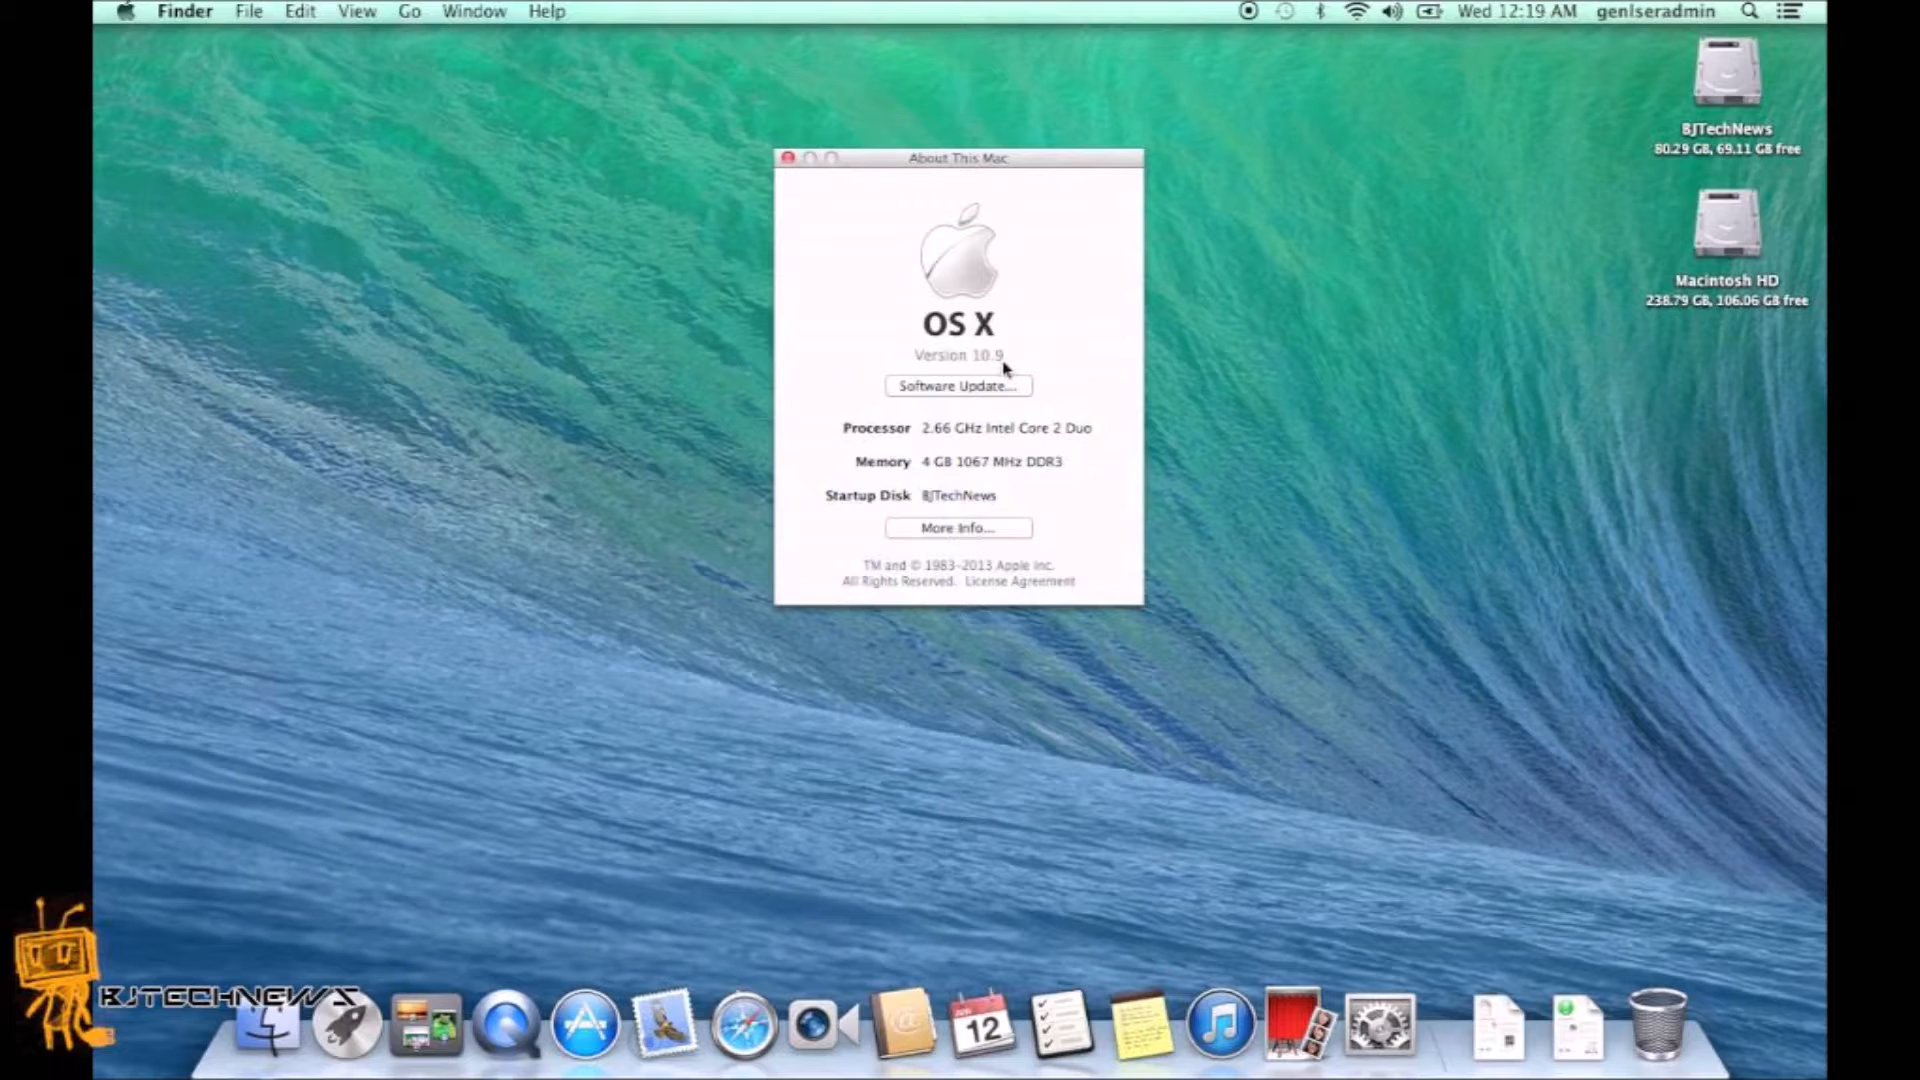 Finder File Edit View Go Window Help
Wed 12:19 AM genIseradmin
BJTechNews
80.29 GB, 69.11 GB free
Macintosh HD
238.79 GB, 106.06 GB free
About This Mac
OS X
Version 10.9
Software Update...
Processor 2.66 GHz Intel Core 2 Duo
Memory 4 GB 1067 MHz DDR3
Startup Disk BJTechNews
More Info...
TM and © 1983-2013 Apple Inc.
All Rights Reserved. License Agreement
BJTECHNEWS
JUN
12